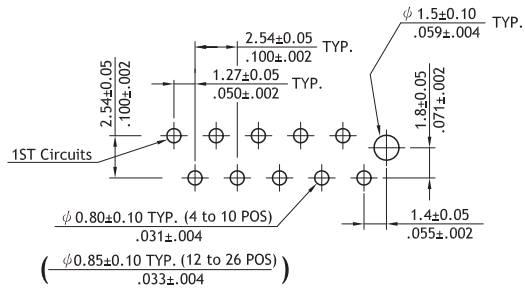 2.54±0.05
.100±.002
TYP.
1.27±0.05
.050±.002
TYP.
2.54±0.05
.100±.002
ϕ 1.5±0.10
.059±.004
TYP.
1.8±0.05
.071±.002
1ST Circuits
ϕ 0.80±0.10 TYP. (4 to 10 POS)
.031±.004
(ϕ0.85±0.10 TYP. (12 to 26 POS)
.033±.004)
1.4±0.05
.055±.002